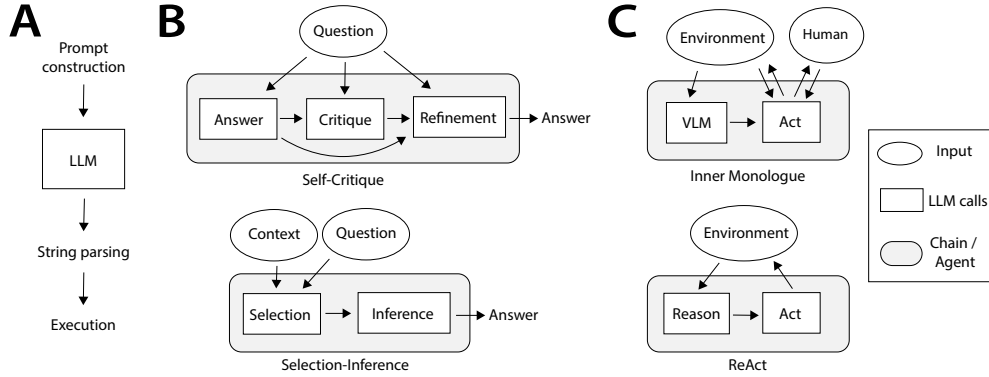 A
Prompt
construction
LLM
String parsing
Execution
B
Question
Answer
Critique
Refinement
Answer
Self-Critique
Context
Question
Selection
Inference
Answer
Selection-Inference
C
Environment
Human
VLM
Act
Inner Monologue
Environment
Reason
Act
ReAct
Input
LLM calls
Chain /
Agent